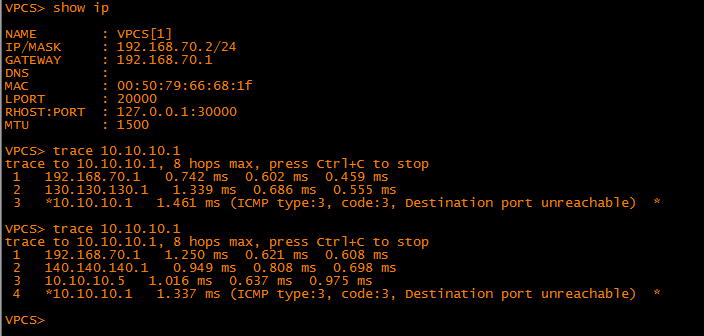 VPCS> show ip
NAME        : VPCS[1]
IP/MASK     : 192.168.70.2/24
GATEWAY     : 192.168.70.1
DNS         :
MAC         : 00:50:79:66:68:1f
LPORT       : 20000
RHOST:PORT  : 127.0.0.1:30000
MTU         : 1500
VPCS> trace 10.10.10.1
trace to 10.10.10.1, 8 hops max, press Ctrl+C to stop
1   192.168.70.1   0.742 ms  0.602 ms  0.459 ms
2   130.130.130.1   1.339 ms  0.686 ms  0.555 ms
3   *10.10.10.1   1.461 ms (ICMP type:3, code:3, Destination port unreachable)  *
VPCS> trace 10.10.10.1
trace to 10.10.10.1, 8 hops max, press Ctrl+C to stop
1   192.168.70.1   1.250 ms  0.621 ms  0.608 ms
2   140.140.140.1   0.949 ms  0.808 ms  0.698 ms
3   10.10.10.5   1.016 ms  0.637 ms  0.975 ms
4   *10.10.10.1   1.337 ms (ICMP type:3, code:3, Destination port unreachable)  *
VPCS>